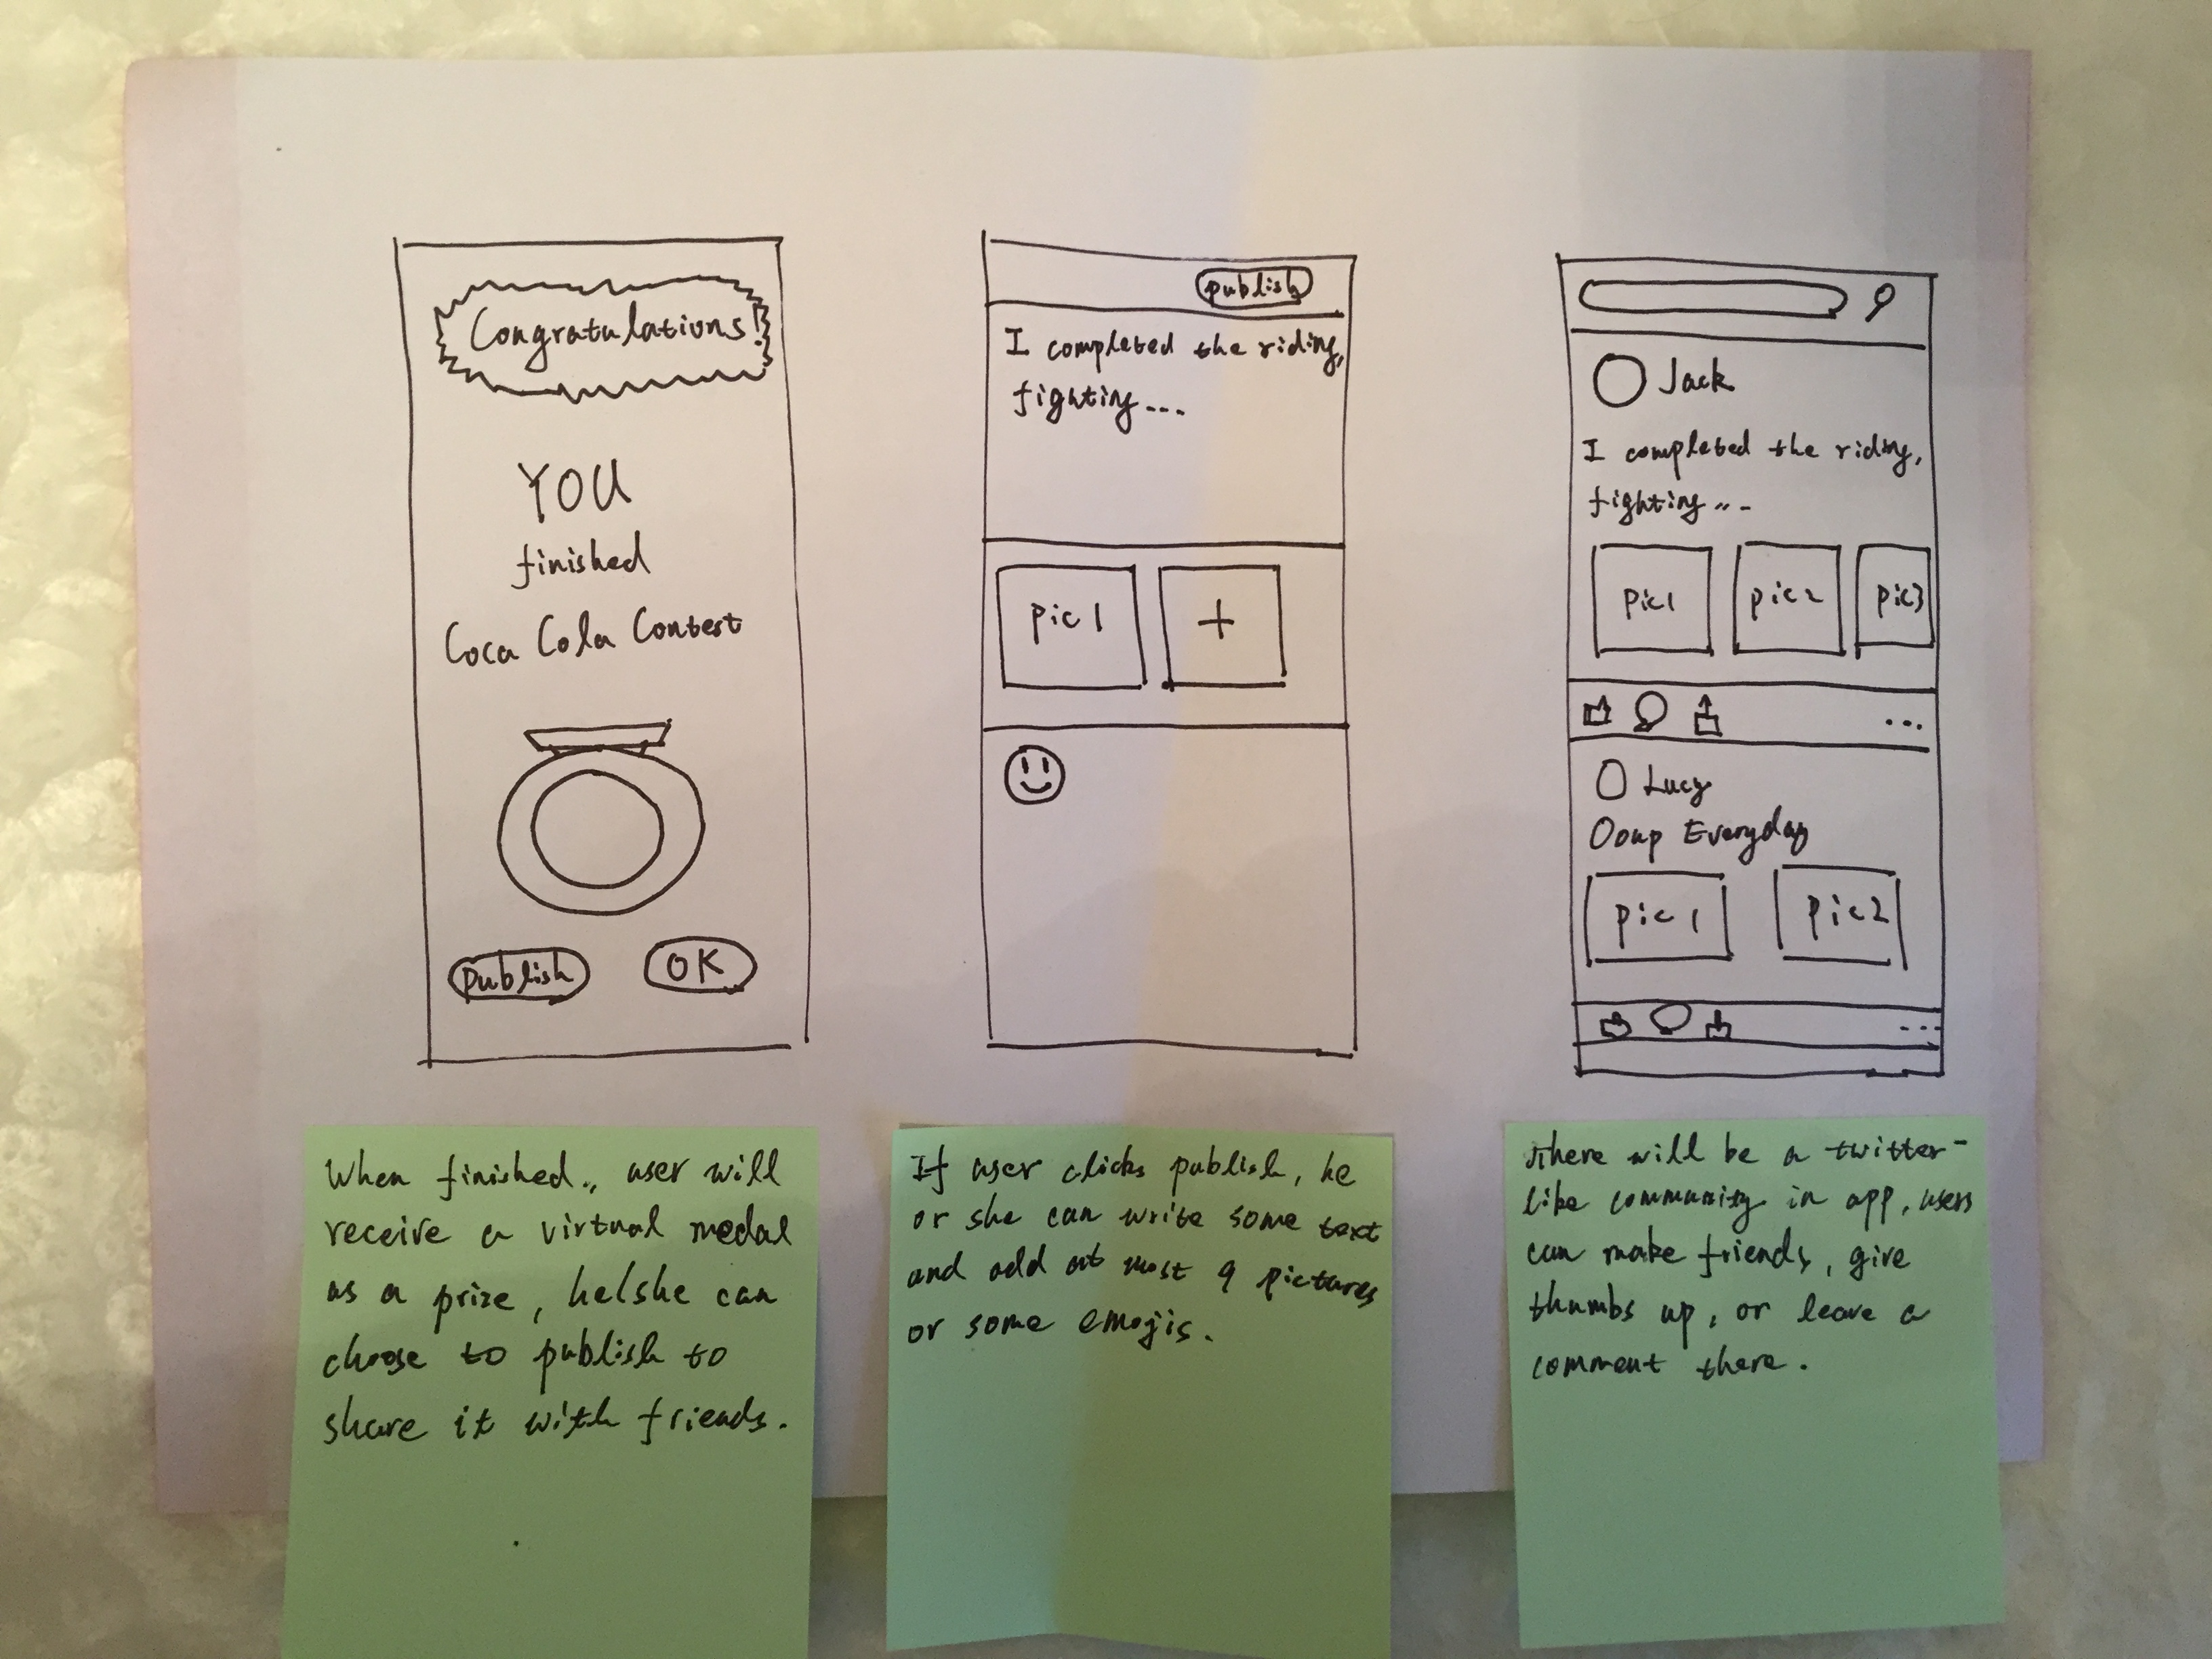 Congratulations!
YOU
finished
Coca Cola Contest
publish
OK
publish
I completed the riding,
fighting...
pic 1
+
Jack
I completed the riding,
fighting...
pic1
pic2
pic3
...
Lucy
Everyday
pic 1
pic2
...
When finished., user will
receive a virtual medal
as a prize, he/she can
choose to publish to
share it with friends.
If user clicks publish, he
or she can write some text
and add at most 9 pictures
or some emojis.
there will be a twitter-
like community in app, users
can make friends, give
thumbs up, or leave a
comment there.